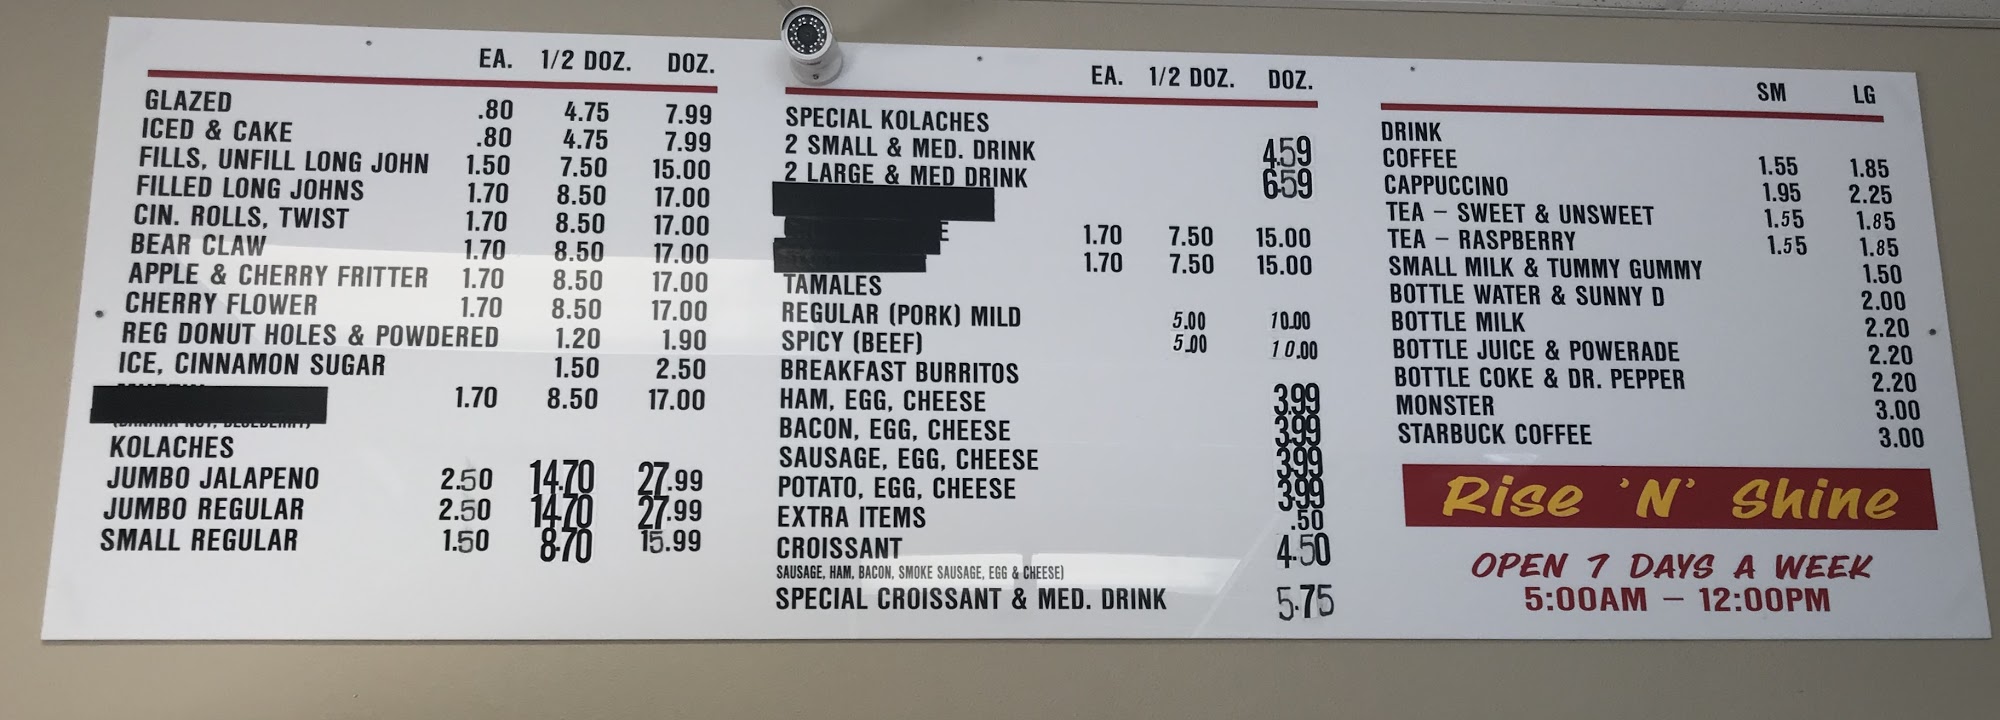 EA. 1/2 DOZ. DOZ.
GLAZED .80 4.75 7.99
ICED & CAKE .80 4.75 7.99
FILLS, UNFILL LONG JOHN 1.50 7.50 15.00
FILLED LONG JOHNS 1.70 8.50 17.00
CIN. ROLLS, TWIST 1.70 8.50 17.00
BEAR CLAW 1.70 8.50 17.00
APPLE & CHERRY FRITTER 1.70 8.50 17.00
CHERRY FLOWER 1.70 8.50 17.00
REG DONUT HOLES & POWDERED 1.20 1.90
ICE, CINNAMON SUGAR 1.50 2.50
1.70 8.50 17.00
KOLACHES
JUMBO JALAPENO 2.50 14.70 27.99
JUMBO REGULAR 2.50 14.70 27.99
SMALL REGULAR 1.50 8.70 15.99
EA. 1/2 DOZ. DOZ.
SPECIAL KOLACHES
2 SMALL & MED. DRINK 4.59
2 LARGE & MED DRINK 6.59
1.70 7.50 15.00
1.70 7.50 15.00
TAMALES
REGULAR (PORK) MILD 5.00 10.00
SPICY (BEEF) 5.00 10.00
BREAKFAST BURRITOS
HAM, EGG, CHEESE 3.99
BACON, EGG, CHEESE 3.99
SAUSAGE, EGG, CHEESE 3.99
POTATO, EGG, CHEESE 3.99
EXTRA ITEMS .50
CROISSANT 4.50
SAUSAGE, HAM, BACON, SMOKE SAUSAGE, EGG & CHEESE)
SPECIAL CROISSANT & MED. DRINK 5.75
SM LG
DRINK
COFFEE 1.55 1.85
CAPPUCCINO 1.95 2.25
TEA – SWEET & UNSWEET 1.55 1.85
TEA – RASPBERRY 1.55 1.85
SMALL MILK & TUMMY GUMMY 1.50
BOTTLE WATER & SUNNY D 2.00
BOTTLE MILK 2.20
BOTTLE JUICE & POWERADE 2.20
BOTTLE COKE & DR. PEPPER 2.20
MONSTER 3.00
STARBUCK COFFEE 3.00
Rise 'N' Shine
OPEN 7 DAYS A WEEK
5:00AM – 12:00PM